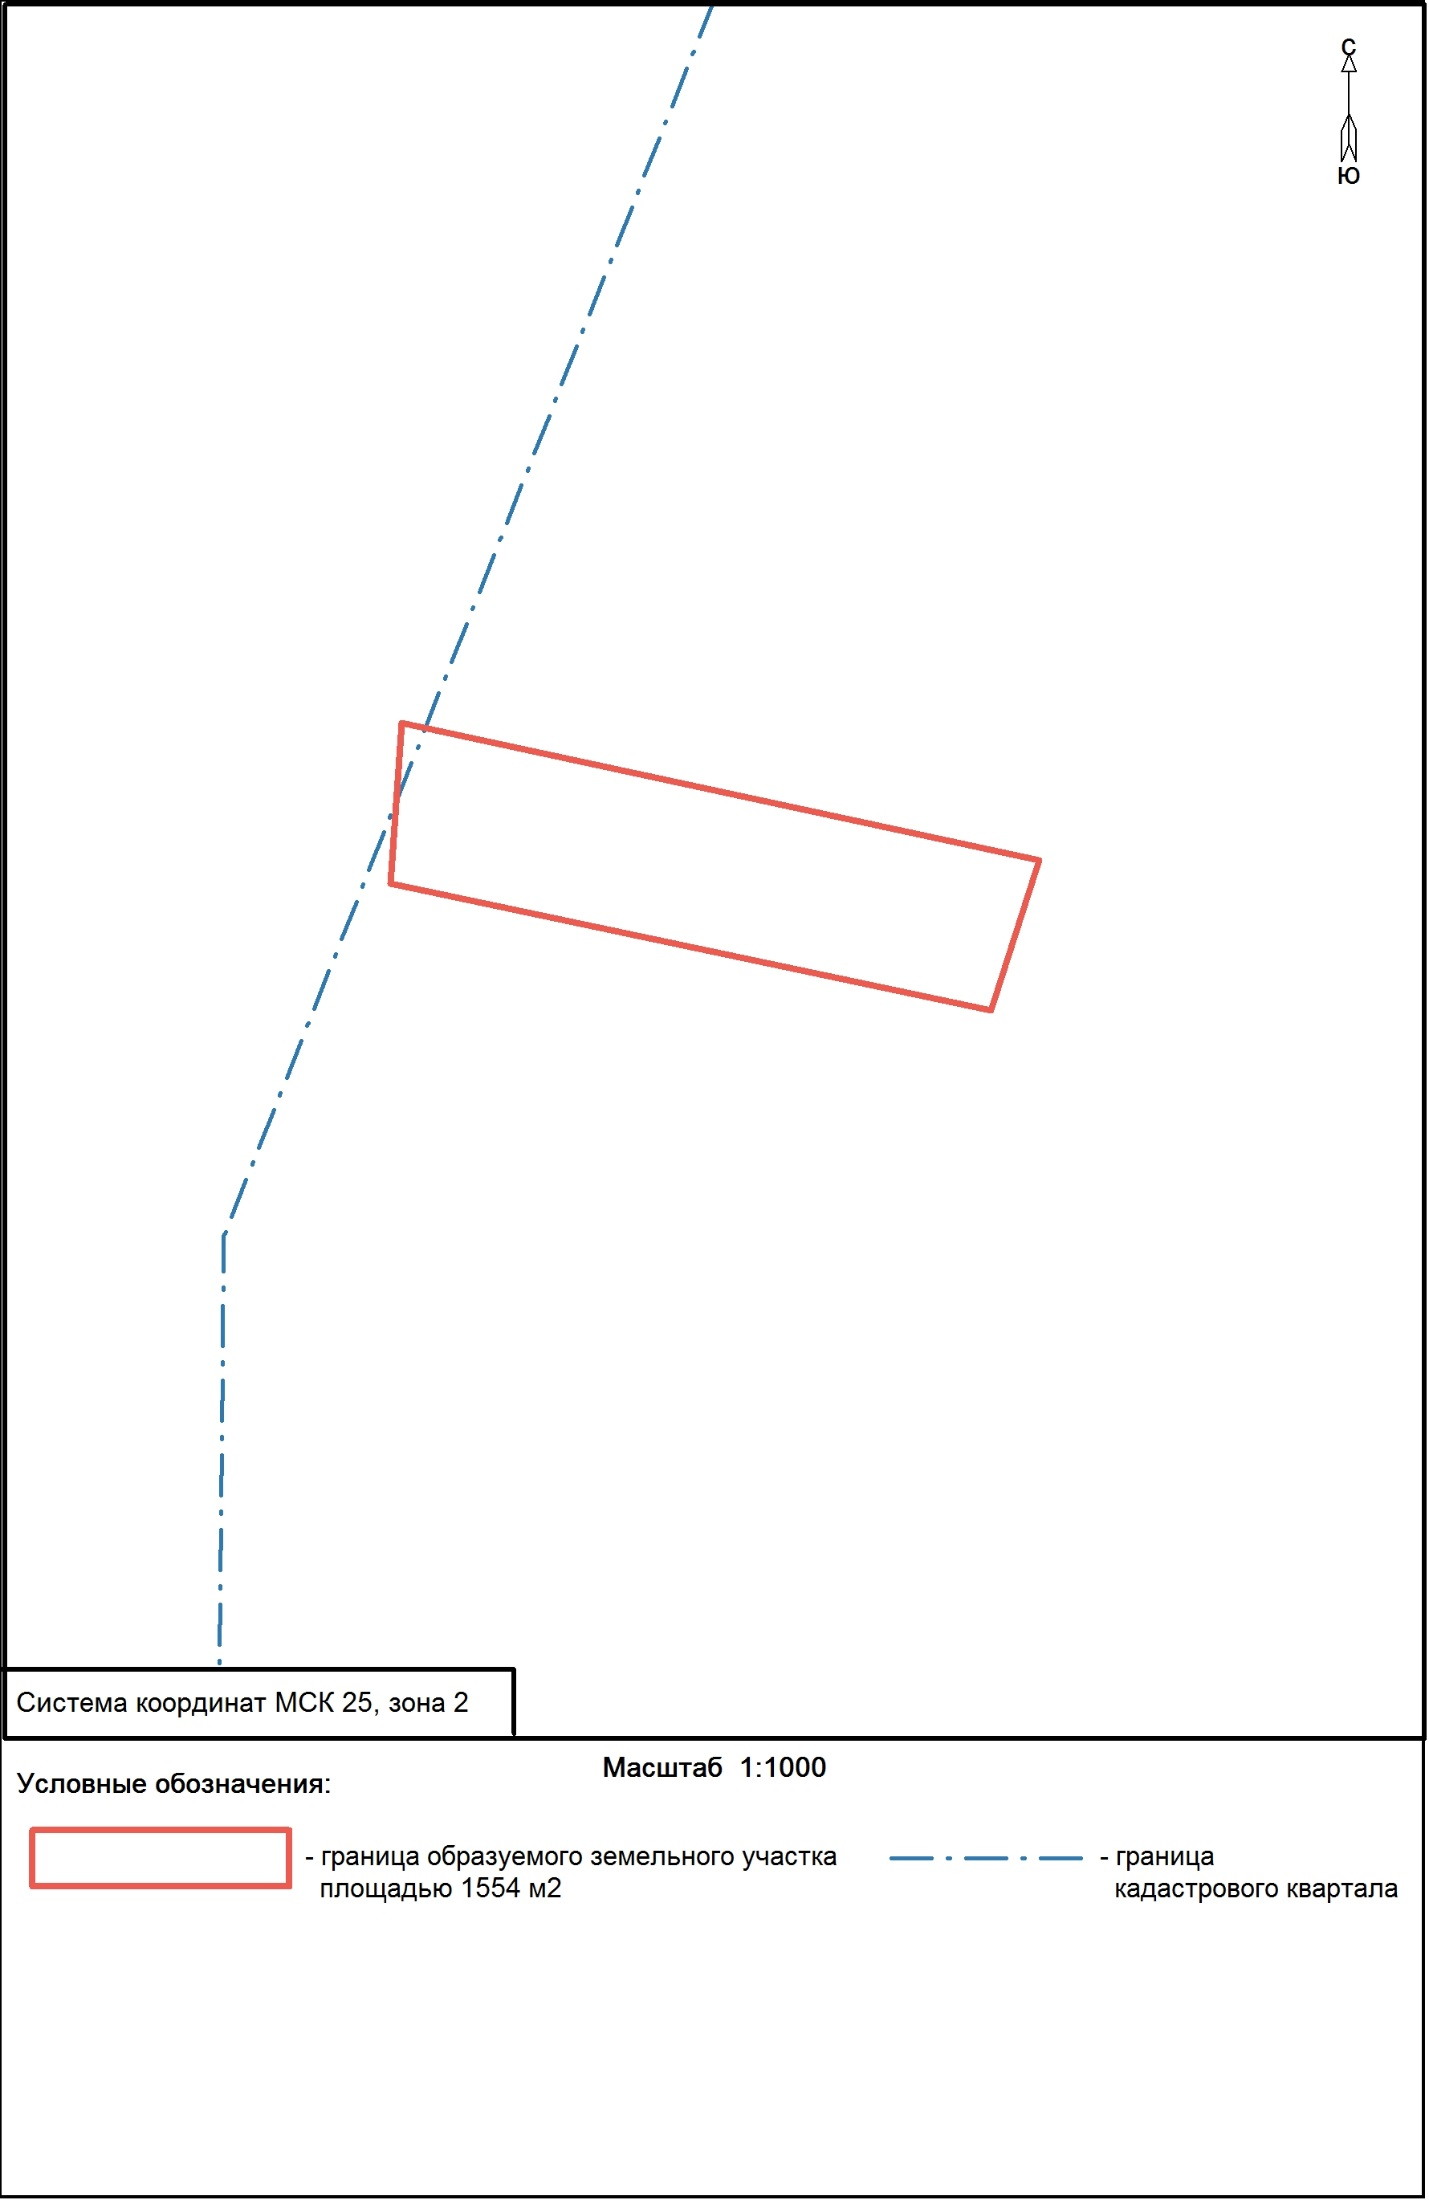 С
Ю
Система координат МСК 25, зона 2
Масштаб 1:1000
Условные обозначения:
- граница образуемого земельного участка
площадью 1554 м2
- граница
кадастрового квартала